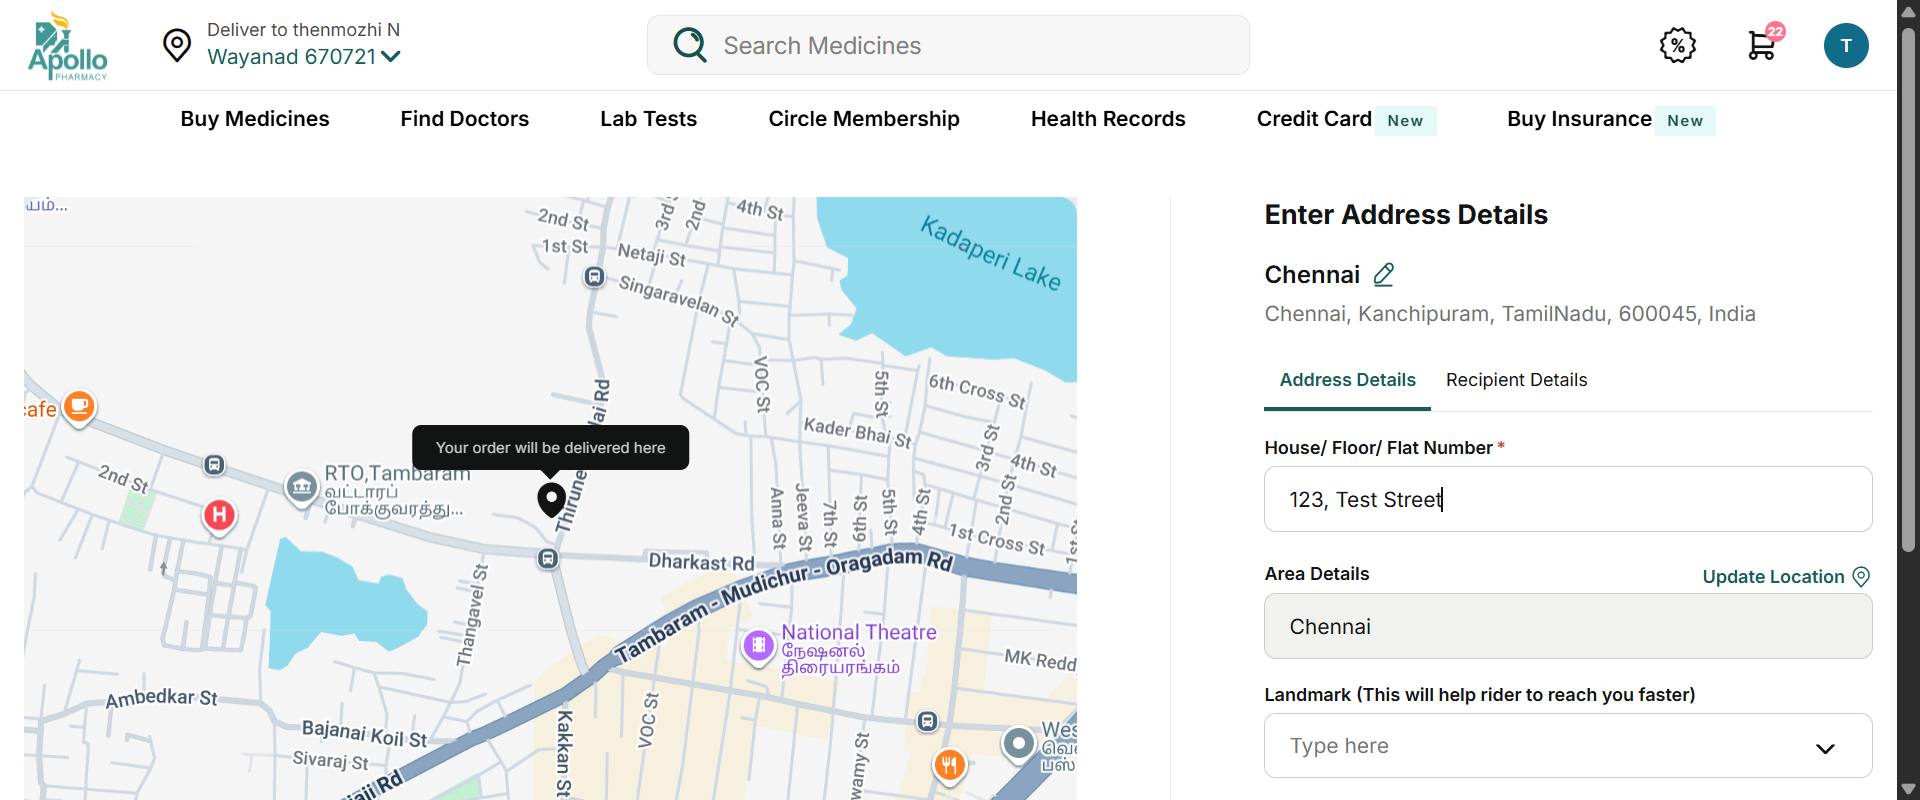 Apollo
PHARMACY
Deliver to thenmozhi N
Wayanad 670721
Search Medicines
22
T
Buy Medicines
Find Doctors
Lab Tests
Circle Membership
Health Records
Credit Card New
Buy Insurance New
யம்...
2nd St
1st St
3rd
2nd
4th St
Netaji St
Singaravelan St
Kadaperi Lake
VOC St
5th St
6th Cross St
Kader Bhai St
3rd St
4th St
2nd St
lai Rd
cafe
Your order will be delivered here
2nd St
RTO,Tambaram
வட்டாரப்
போக்குவரத்து...
H
Thirune
Anna St
Jeeva St
7th St
6th St
5th St
4th St
1st Cross St
1st
Dharkast Rd
Tambaram - Mudichur - Oragadam Rd
Thangavel St
National Theatre
நேஷனல்
திரையரங்கம்
MK Redd
Ambedkar St
Bajanai Koil St
Sivaraj St
Kakkan St
VOC St
wamy St
Wes
வெ
பஸ்
aji Rd
Enter Address Details
Chennai
Chennai, Kanchipuram, TamilNadu, 600045, India
Address Details
Recipient Details
House/ Floor/ Flat Number *
123, Test Street
Area Details
Update Location
Chennai
Landmark (This will help rider to reach you faster)
Type here